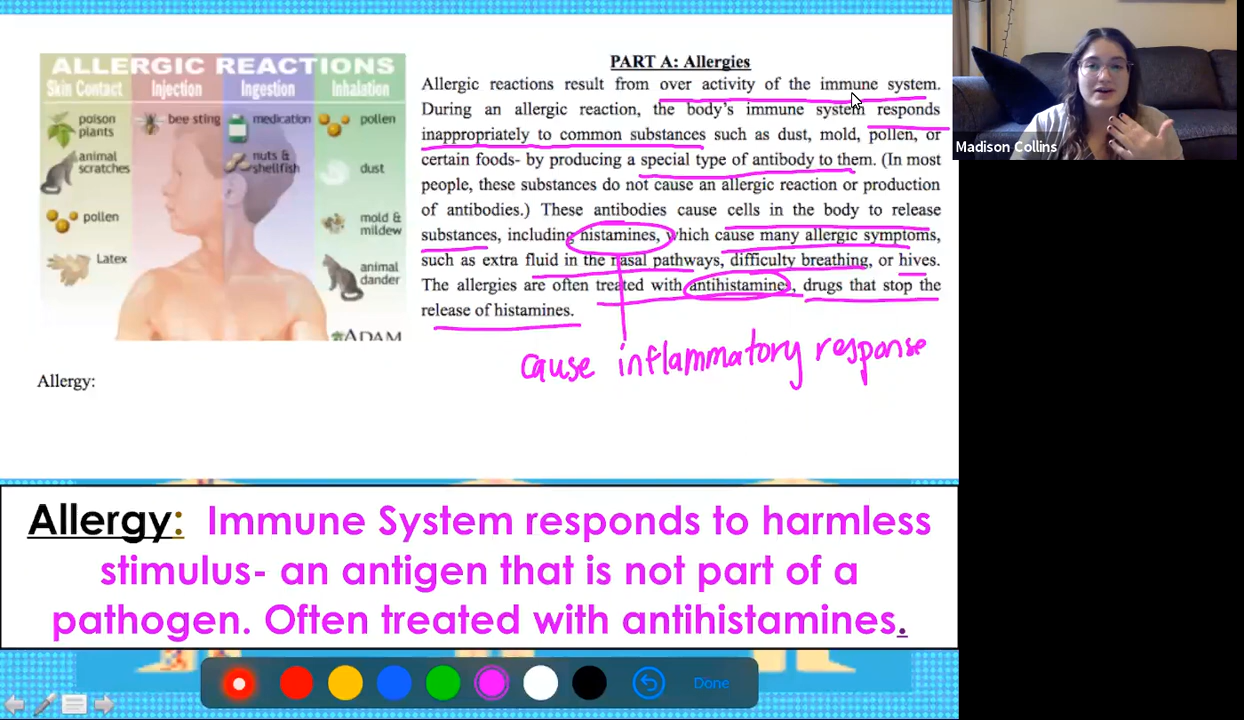 ALLERGIC REACTIONS
Skin Contact Injection Ingestion Inhalation
poison plants
bee sting
medication
pollen
animal scratches
nuts & shellfish
dust
pollen
mold & mildew
Latex
animal dander
ADAM
PART A: Allergies
Allergic reactions result from over activity of the immune system.
During an allergic reaction, the body's immune system responds
inappropriately to common substances such as dust, mold, pollen, or
certain foods- by producing a special type of antibody to them. (In most
people, these substances do not cause an allergic reaction or production
of antibodies.) These antibodies cause cells in the body to release
substances, including histamines, which cause many allergic symptoms,
such as extra fluid in the nasal pathways, difficulty breathing, or hives.
The allergies are often treated with antihistamines, drugs that stop the
release of histamines.
cause inflammatory response
Allergy:
Allergy: Immune System responds to harmless
stimulus- an antigen that is not part of a
pathogen. Often treated with antihistamines.
Done
Madison Collins